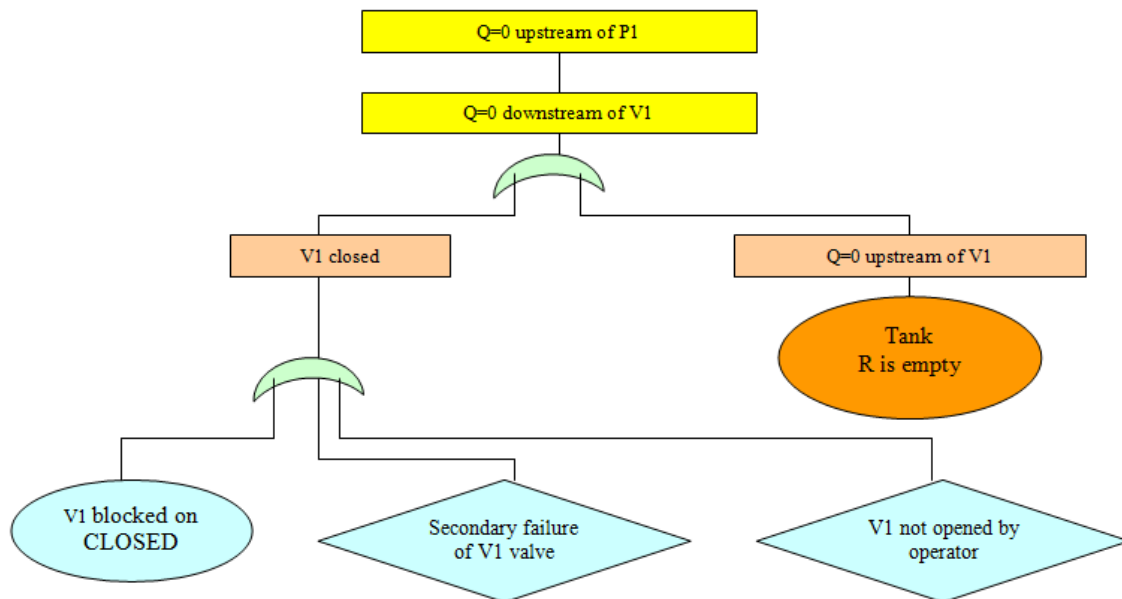 Q=0 upstream of P1
Q=0 downstream of V1
V1 closed
Q=0 upstream of V1
Tank
R is empty
V1 blocked on
CLOSED
Secondary failure
of V1 valve
V1 not opened by
operator